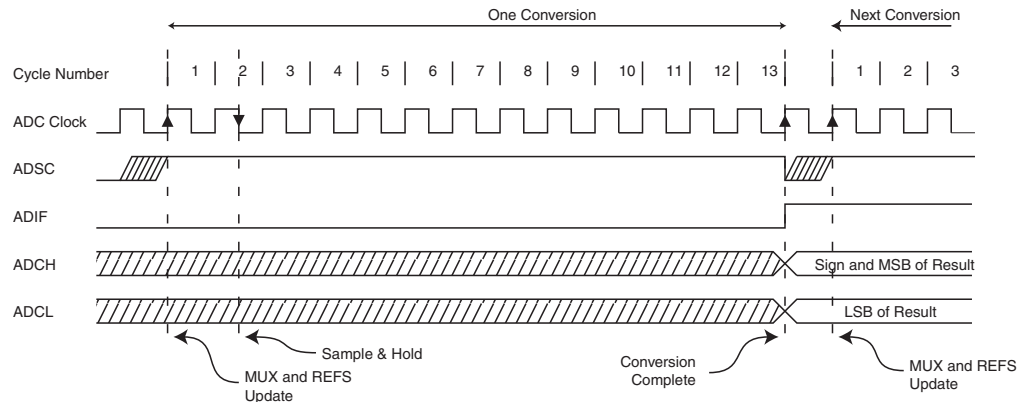 One Conversion
Next Conversion
Cycle Number 1 2 3 4 5 6 7 8 9 10 11 12 13 1 2 3
ADC Clock
ADSC
ADIF
ADCH
Sign and MSB of Result
ADCL
LSB of Result
Sample & Hold
MUX and REFS
Update
Conversion
Complete
MUX and REFS
Update